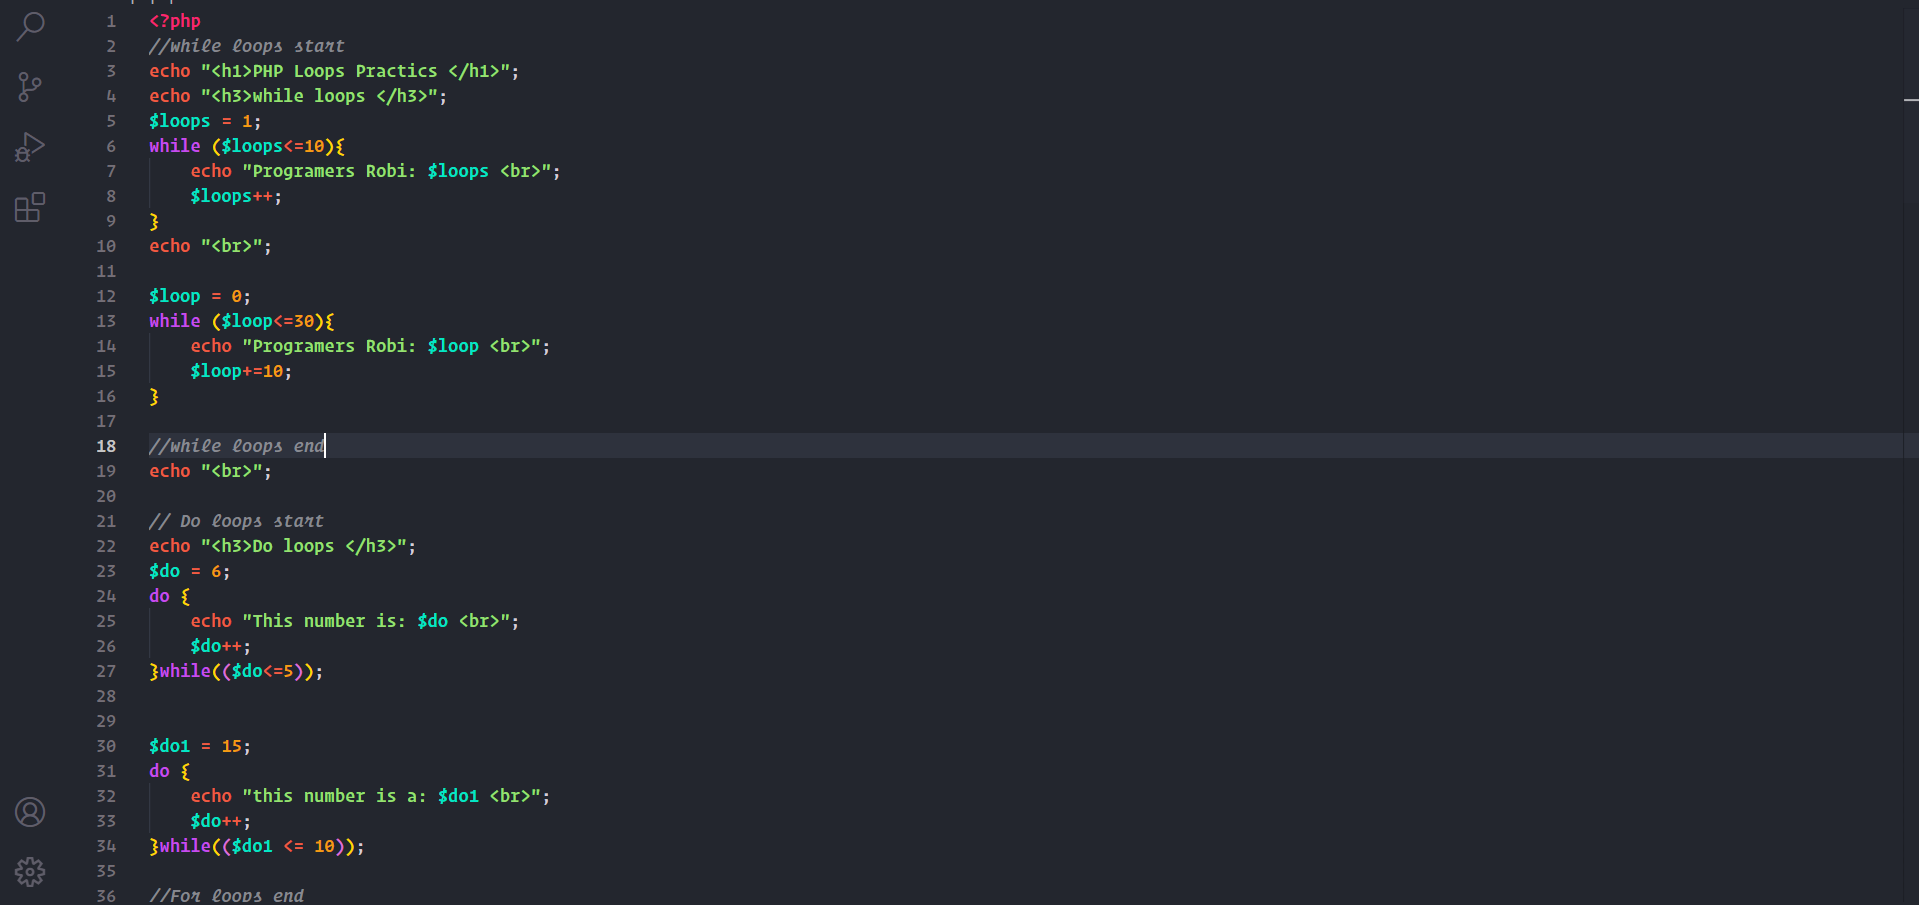 1 <?php
2 //while loops start
3 echo "<h1>PHP Loops Practics </h1>";
4 echo "<h3>while loops </h3>";
5 $loops = 1;
6 while ($loops<=10){
7     echo "Programers Robi: $loops <br>";
8     $loops++;
9 }
10 echo "<br>";
11
12 $loop = 0;
13 while ($loop<=30){
14     echo "Programers Robi: $loop <br>";
15     $loop+=10;
16 }
17
18 //while loops end
19 echo "<br>";
20
21 // Do loops start
22 echo "<h3>Do loops </h3>";
23 $do = 6;
24 do {
25     echo "This number is: $do <br>";
26     $do++;
27 }while(($do<=5));
28
29
30 $do1 = 15;
31 do {
32     echo "this number is a: $do1 <br>";
33     $do++;
34 }while(($do1 <= 10));
35
36 //For loops end